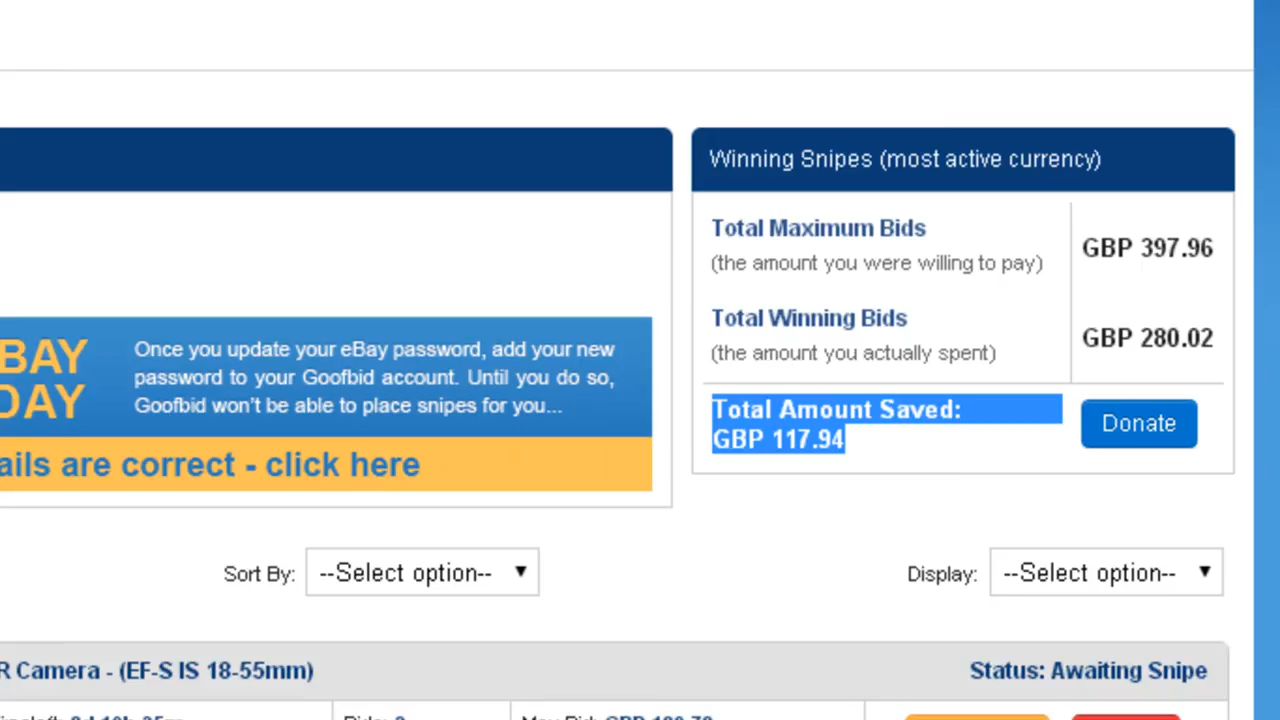 Winning Snipes (most active currency)
Total Maximum Bids
(the amount you were willing to pay)
GBP 397.96
Total Winning Bids
(the amount you actually spent)
GBP 280.02
Total Amount Saved:
GBP 117.94
Donate
BAY
DAY
Once you update your eBay password, add your new
password to your Goofbid account. Until you do so,
Goofbid won't be able to place snipes for you...
ails are correct - click here
Sort By: --Select option--
Display: --Select option--
R Camera - (EF-S IS 18-55mm)
Status: Awaiting Snipe